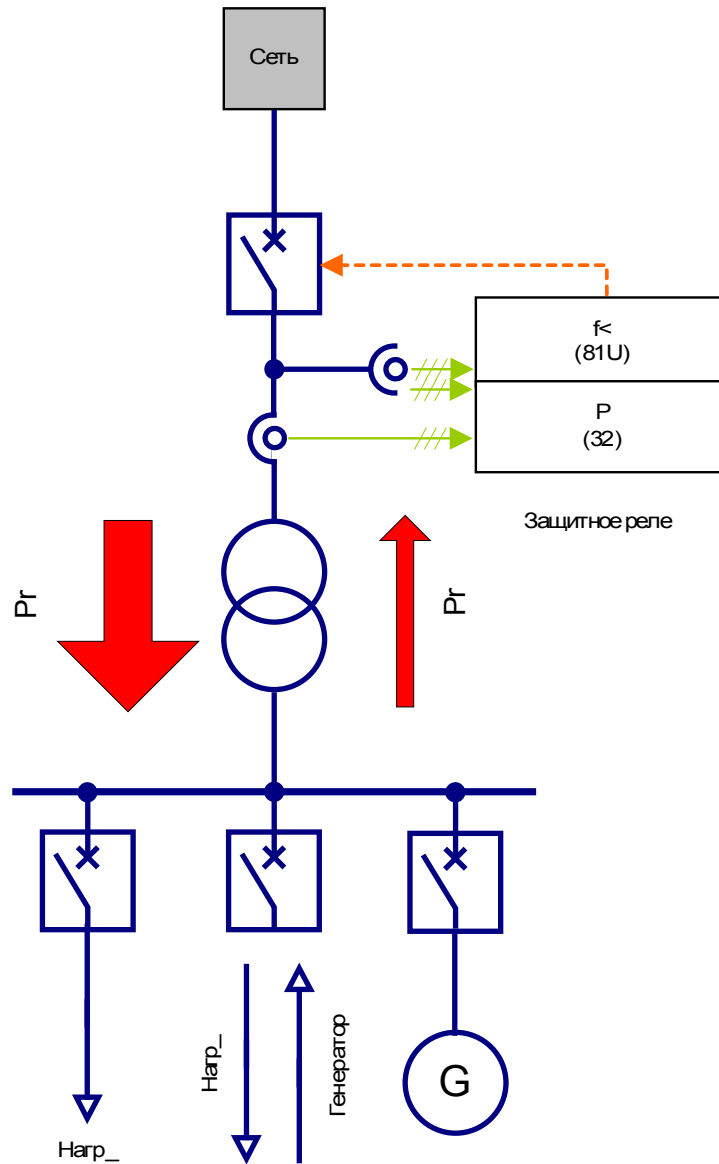 Сеть
f<
(81U)
P
(32)
Защитное реле
Pr
Pr
Нагр_
Нагр_
Генератор
G